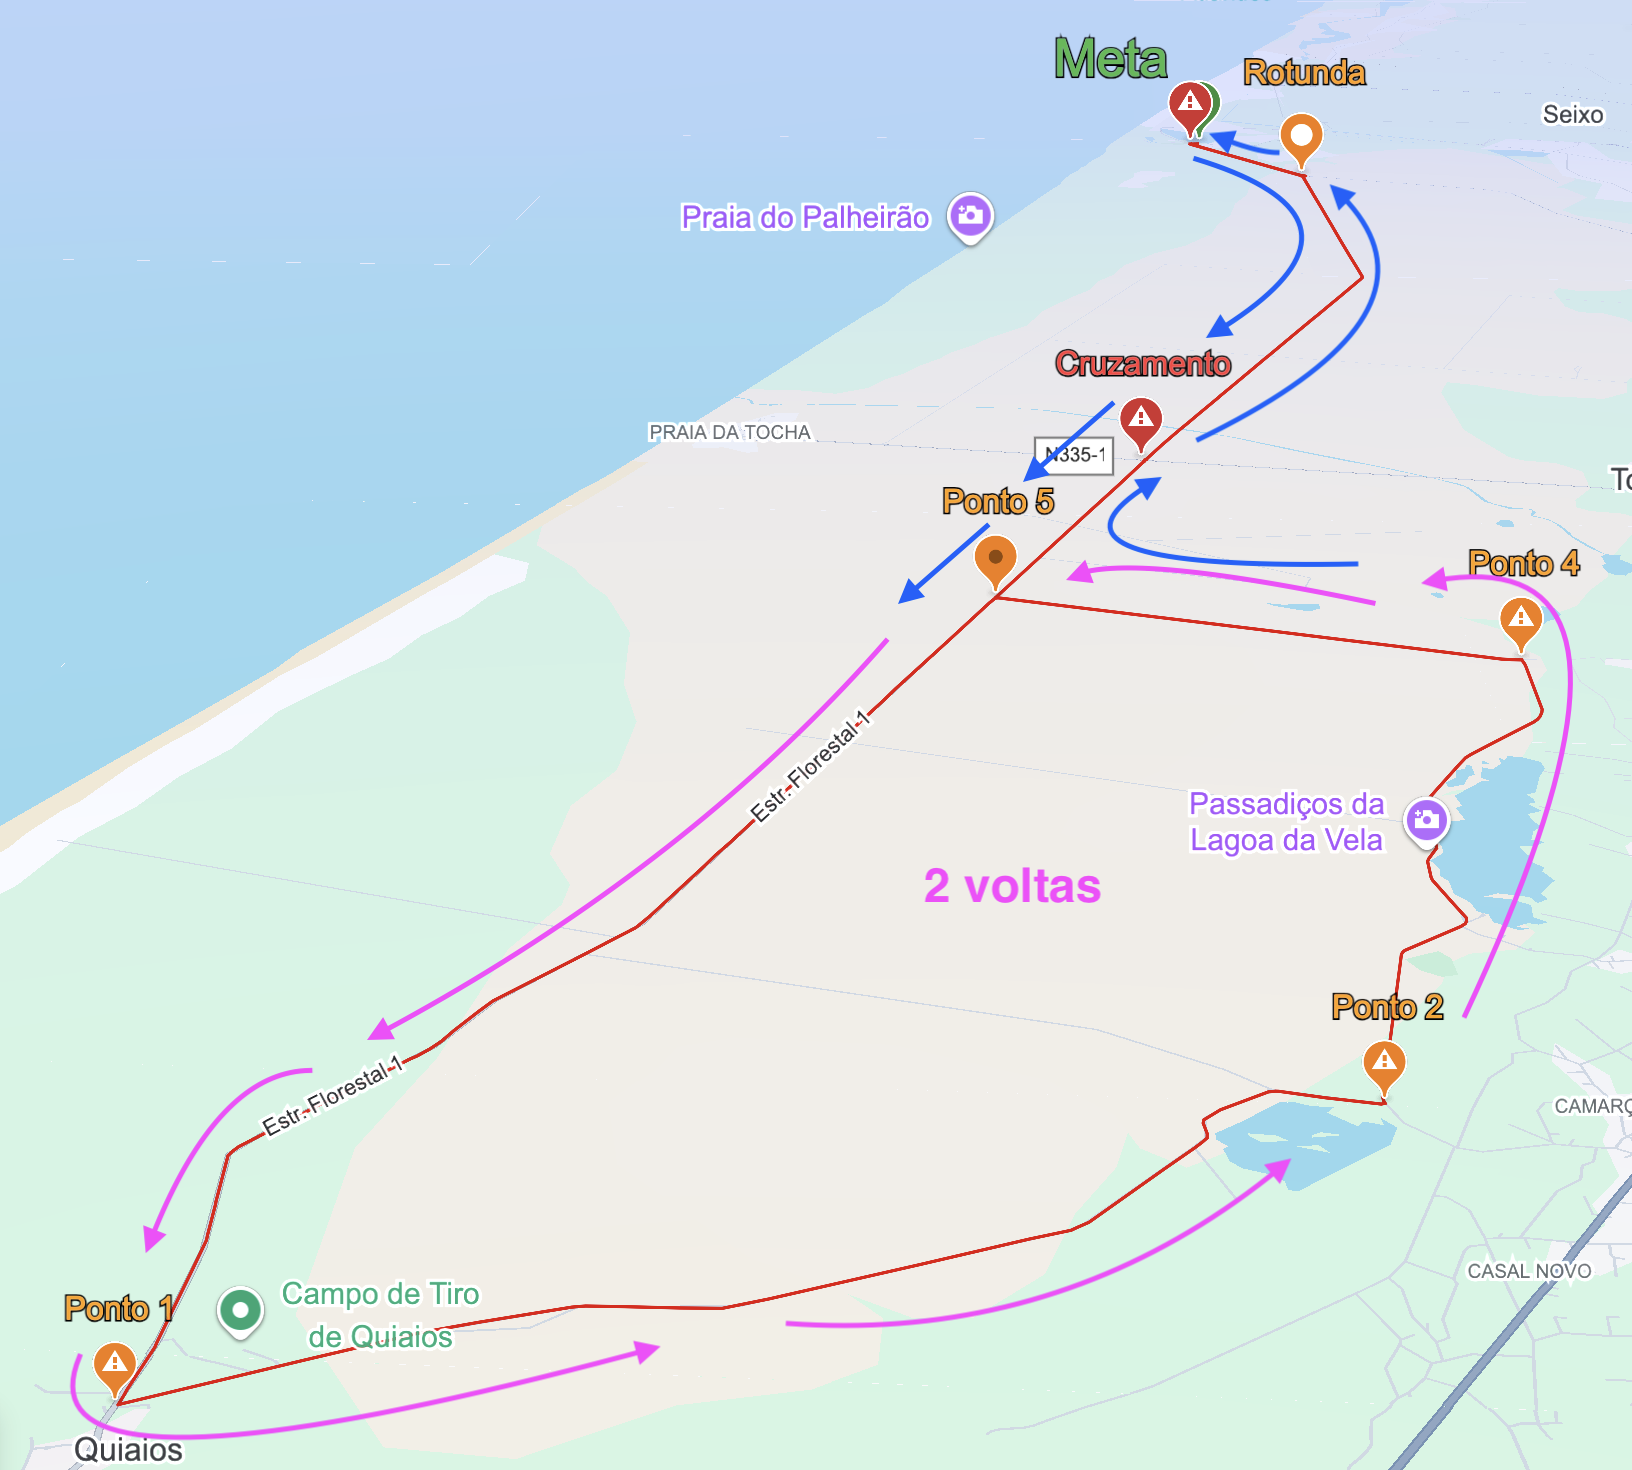 Meta
Rotunda
Seixo
Praia do Palheirão
Cruzamento
PRAIA DA TOCHA
N335-1
Ponto 5
Ponto 4
Estr. Florestal 1
Passadiços da
Lagoa da Vela
2 voltas
Ponto 2
Estr. Florestal 1
CAMARÇ
CASAL NOVO
Campo de Tiro
de Quiaios
Ponto 1
Quiaios